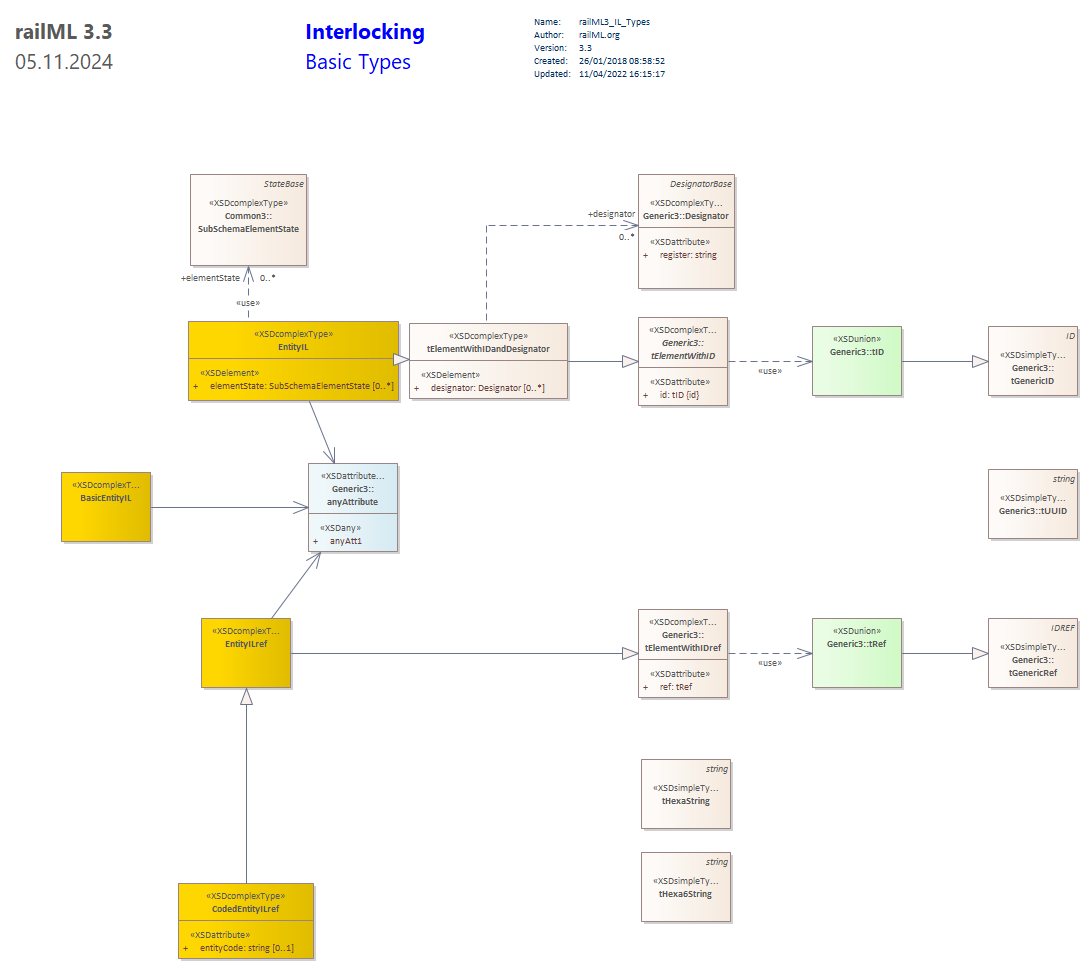 railML 3.3
05.11.2024
Interlocking
Basic Types
Name: railML3_IL_Types
Author: railML.org
Version: 3.3
Created: 26/01/2018 08:58:52
Updated: 11/04/2022 16:15:17
StateBase
«XSDcomplexType»
Common3::
SubSchemaElementState
+elementState
0..*
«use»
DesignatorBase
«XSDcomplexTy...
Generic3::Designator
«XSDattribute»
+ register: string
+designator
0..*
«XSDcomplexType»
EntityIL
«XSDelement»
+ elementState: SubSchemaElementState [0..*]
«XSDcomplexType»
tElementWithIDandDesignator
«XSDelement»
+ designator: Designator [0..*]
«XSDcomplexT...
Generic3::
tElementWithID
«XSDattribute»
+ id: tID {id}
«use»
«XSDunion»
Generic3::tID
ID
«XSDsimpleTy...
Generic3::
tGenericID
«XSDcomplexT...
BasicEntityIL
«XSDattribute...
Generic3::
anyAttribute
«XSDany»
+ anyAtt1
string
«XSDsimpleTy...
Generic3::tUUID
«XSDcomplexT...
EntityILref
«XSDcomplexT...
Generic3::
tElementWithIDref
«XSDattribute»
+ ref: tRef
«use»
«XSDunion»
Generic3::tRef
IDREF
«XSDsimpleTy...
Generic3::
tGenericRef
string
«XSDsimpleTy...
tHexaString
string
«XSDsimpleTy...
tHexa6String
«XSDcomplexType»
CodedEntityILref
«XSDattribute»
+ entityCode: string [0..1]